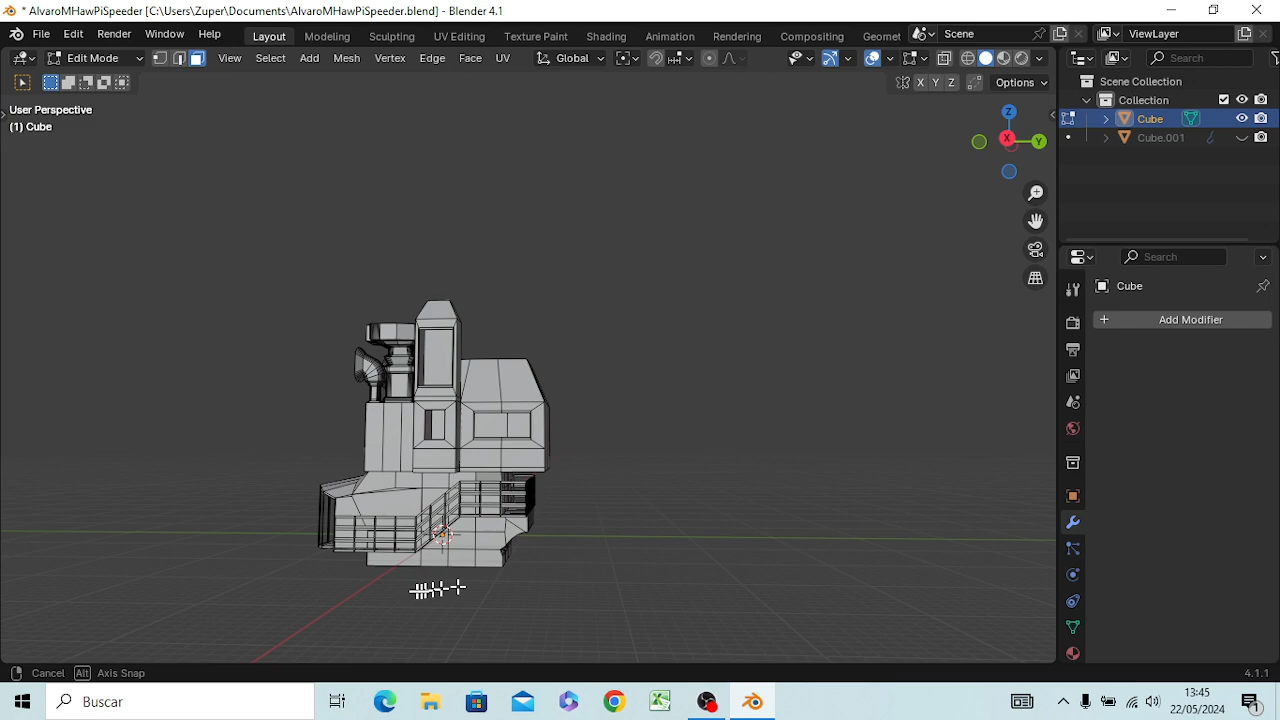 * AlvaroMHawPiSpeeder [C:\Users\Zuper\Documents\AlvaroMHawPiSpeeder.blend] - Blender 4.1
File Edit Render Window Help Layout Modeling Sculpting UV Editing Texture Paint Shading Animation Rendering Compositing Geomet Scene ViewLayer
Edit Mode View Select Add Mesh Vertex Edge Face UV Global Search
X Y Z Options
User Perspective
(1) Cube
Z
X
Y
Scene Collection
Collection
Cube
Cube.001
Search
Cube
Add Modifier
Cancel Alt Axis Snap 4.1.1
Buscar
13:45
22/05/2024
1